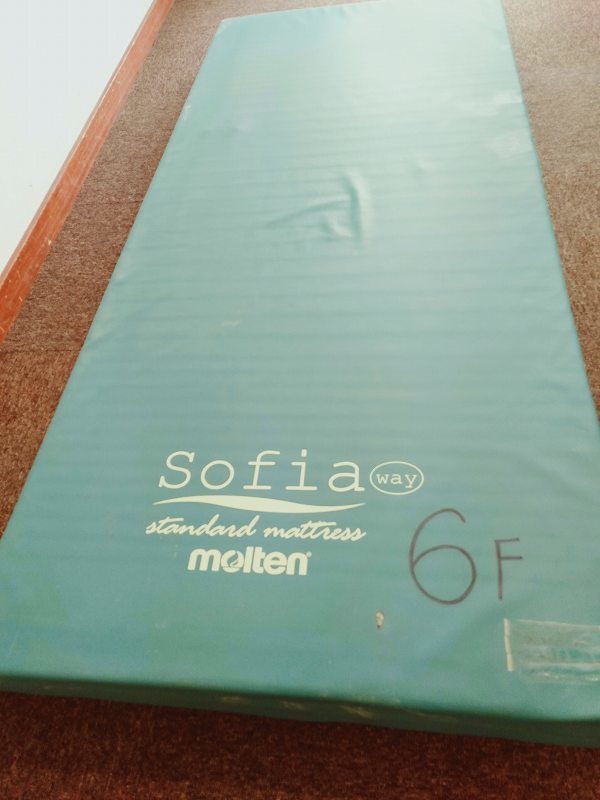 Sofia way
standard mattress
molten
6F